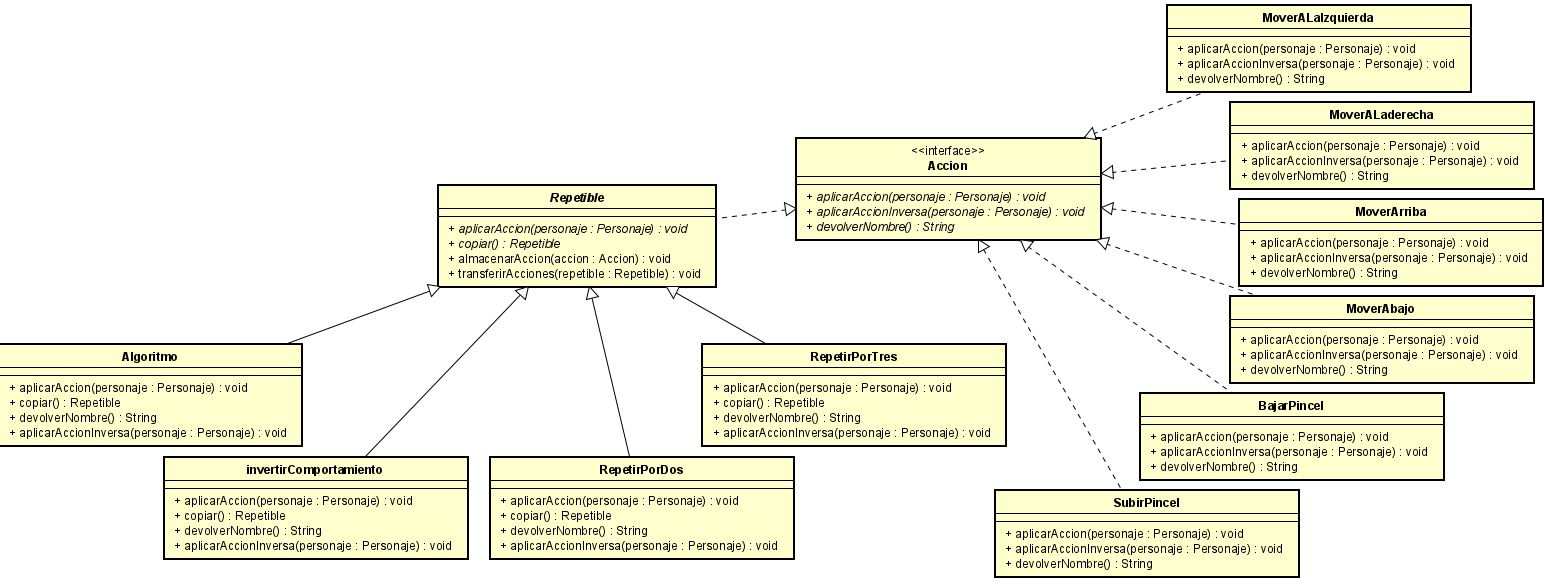 MoverALaIzquierda
+ aplicarAccion(personaje : Personaje) : void
+ aplicarAccionInversa(personaje : Personaje) : void
+ devolverNombre() : String
MoverALaderecha
+ aplicarAccion(personaje : Personaje) : void
+ aplicarAccionInversa(personaje : Personaje) : void
+ devolverNombre() : String
<<interface>>
Accion
+ aplicarAccion(personaje : Personaje) : void
+ aplicarAccionInversa(personaje : Personaje) : void
+ devolverNombre() : String
Repetible
+ aplicarAccion(personaje : Personaje) : void
+ copiar() : Repetible
+ almacenarAccion(accion : Accion) : void
+ transferirAcciones(repetible : Repetible) : void
MoverArriba
+ aplicarAccion(personaje : Personaje) : void
+ aplicarAccionInversa(personaje : Personaje) : void
+ devolverNombre() : String
MoverAbajo
+ aplicarAccion(personaje : Personaje) : void
+ aplicarAccionInversa(personaje : Personaje) : void
+ devolverNombre() : String
Algoritmo
+ aplicarAccion(personaje : Personaje) : void
+ copiar() : Repetible
+ devolverNombre() : String
+ aplicarAccionInversa(personaje : Personaje) : void
RepetirPorTres
+ aplicarAccion(personaje : Personaje) : void
+ copiar() : Repetible
+ devolverNombre() : String
+ aplicarAccionInversa(personaje : Personaje) : void
BajarPincel
+ aplicarAccion(personaje : Personaje) : void
+ aplicarAccionInversa(personaje : Personaje) : void
+ devolverNombre() : String
invertirComportamiento
+ aplicarAccion(personaje : Personaje) : void
+ copiar() : Repetible
+ devolverNombre() : String
+ aplicarAccionInversa(personaje : Personaje) : void
RepetirPorDos
+ aplicarAccion(personaje : Personaje) : void
+ copiar() : Repetible
+ devolverNombre() : String
+ aplicarAccionInversa(personaje : Personaje) : void
SubirPincel
+ aplicarAccion(personaje : Personaje) : void
+ aplicarAccionInversa(personaje : Personaje) : void
+ devolverNombre() : String